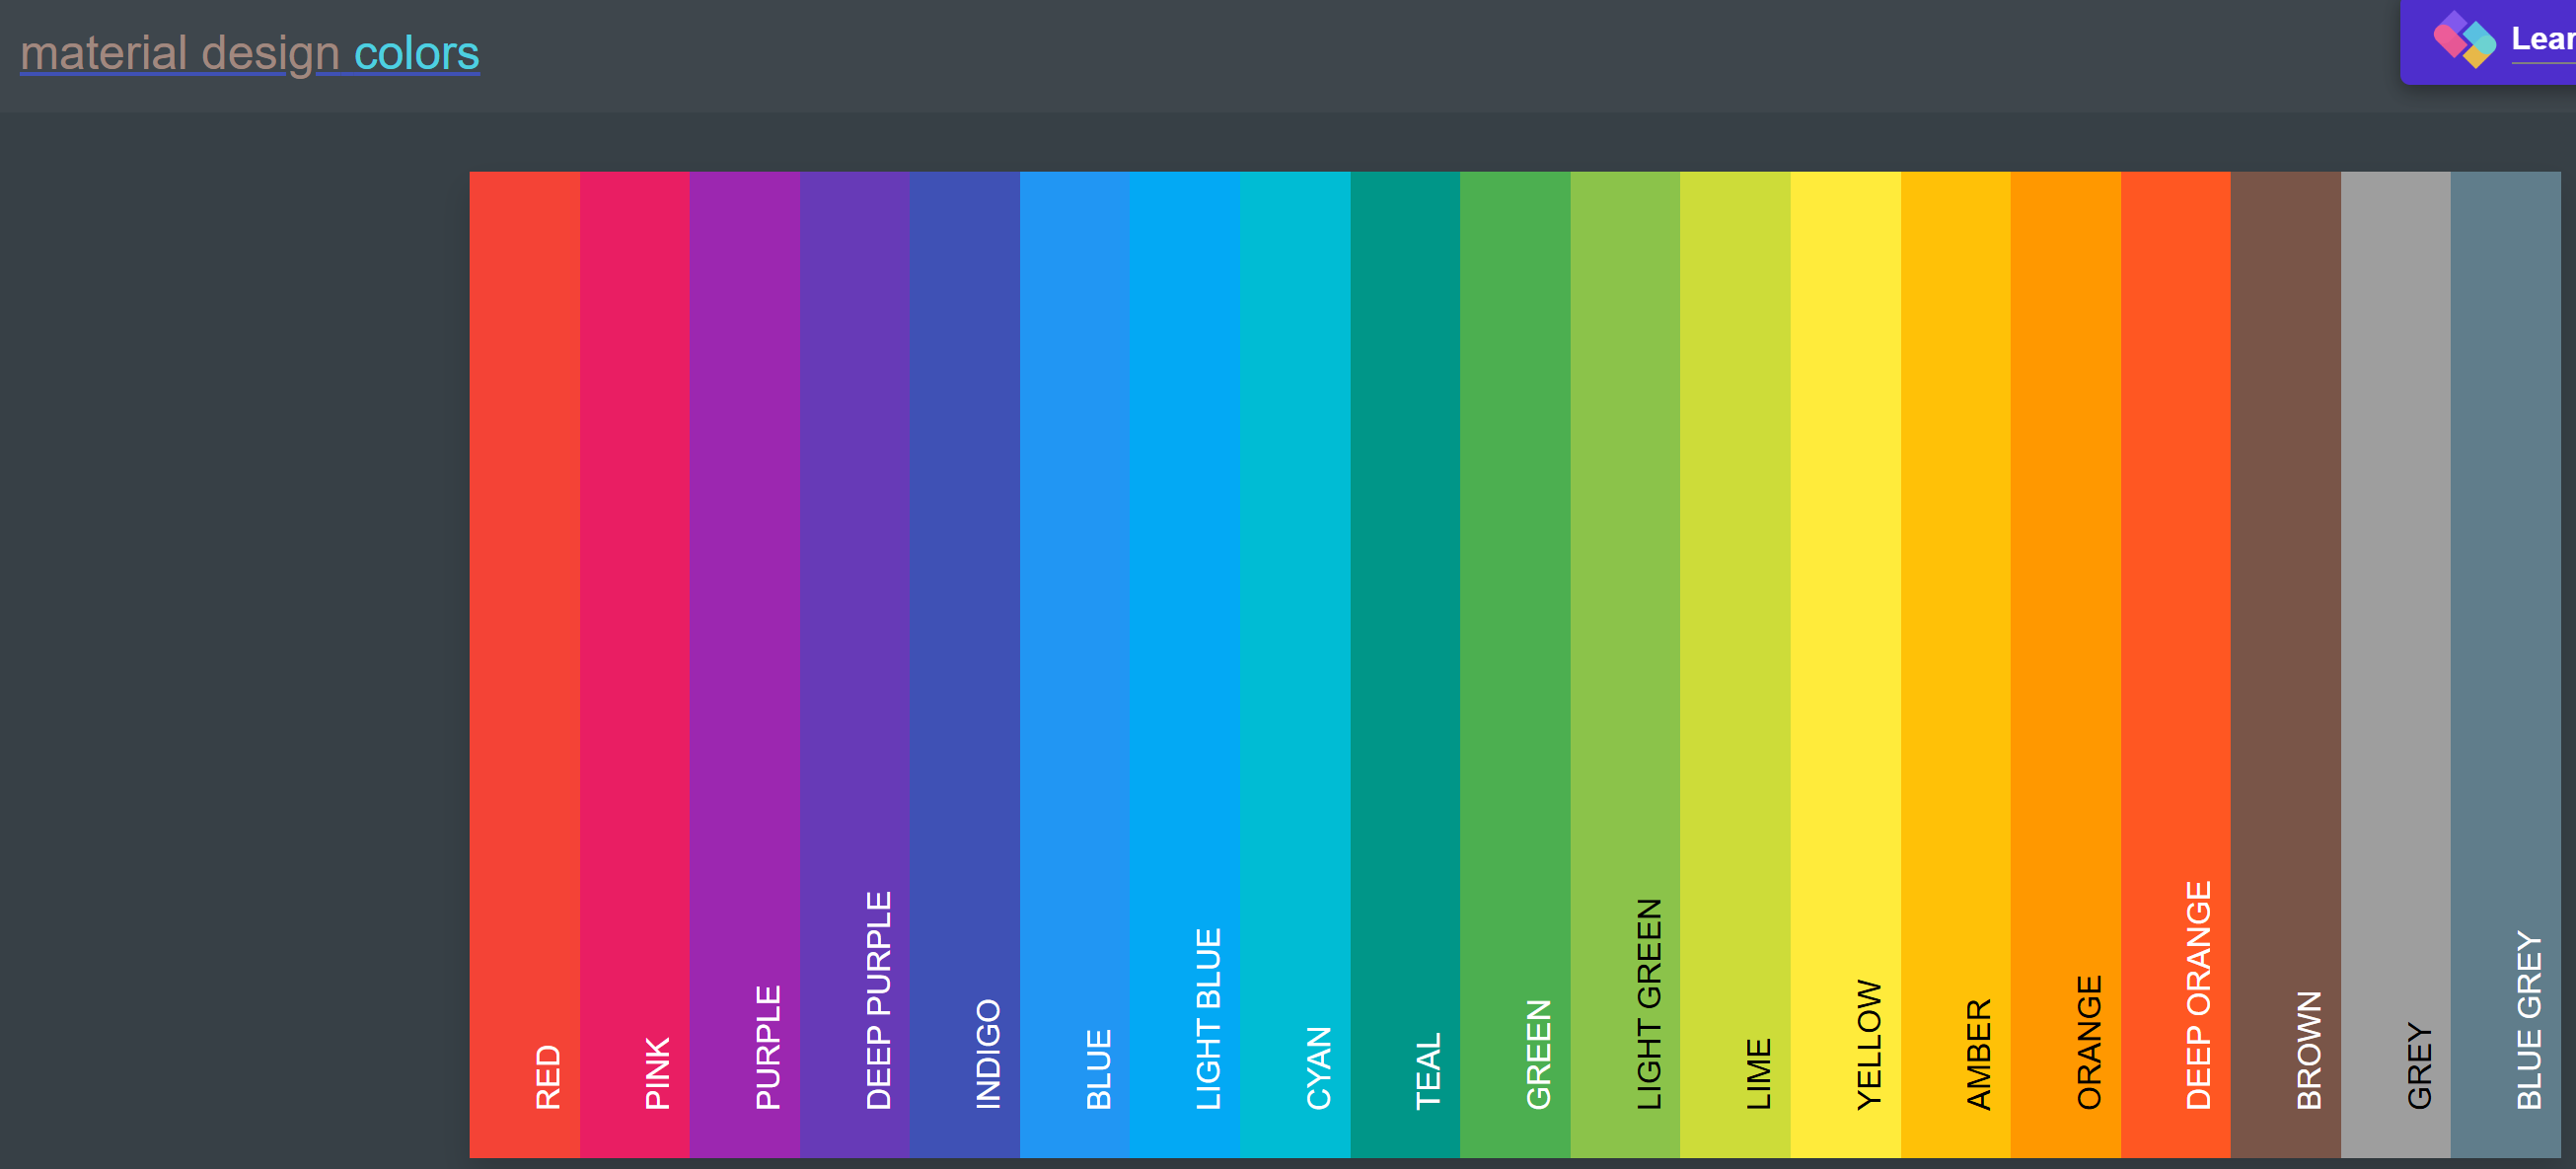 material design colors
RED
PINK
PURPLE
DEEP PURPLE
INDIGO
BLUE
LIGHT BLUE
CYAN
TEAL
GREEN
LIGHT GREEN
LIME
YELLOW
AMBER
ORANGE
DEEP ORANGE
BROWN
GREY
BLUE GREY